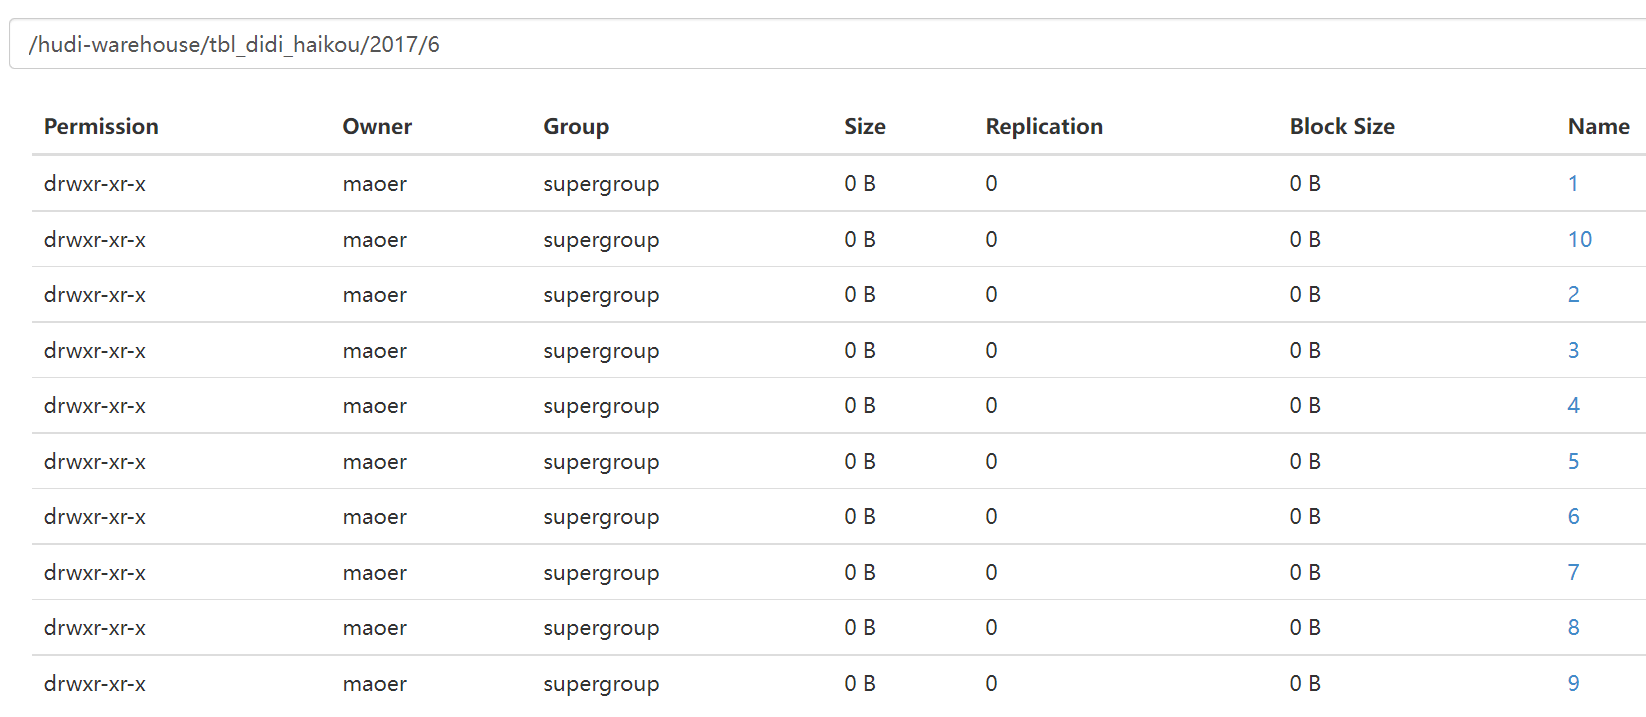 /hudi-warehouse/tbl_didi_haikou/2017/6
Permission Owner Group Size Replication Block Size Name
drwxr-xr-x maoer supergroup 0 B 0 0 B 1
drwxr-xr-x maoer supergroup 0 B 0 0 B 10
drwxr-xr-x maoer supergroup 0 B 0 0 B 2
drwxr-xr-x maoer supergroup 0 B 0 0 B 3
drwxr-xr-x maoer supergroup 0 B 0 0 B 4
drwxr-xr-x maoer supergroup 0 B 0 0 B 5
drwxr-xr-x maoer supergroup 0 B 0 0 B 6
drwxr-xr-x maoer supergroup 0 B 0 0 B 7
drwxr-xr-x maoer supergroup 0 B 0 0 B 8
drwxr-xr-x maoer supergroup 0 B 0 0 B 9